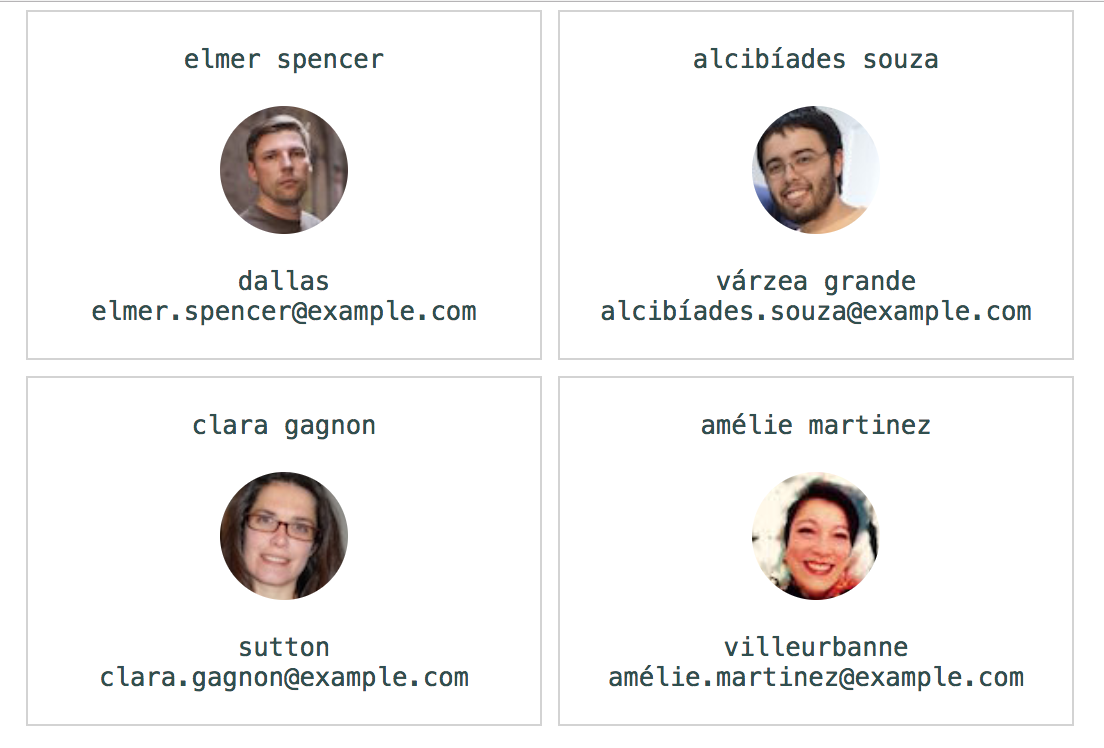 elmer spencer
dallas
elmer.spencer@example.com
alcibíades souza
várzea grande
alcibíades.souza@example.com
clara gagnon
sutton
clara.gagnon@example.com
amélie martinez
villeurbanne
amélie.martinez@example.com